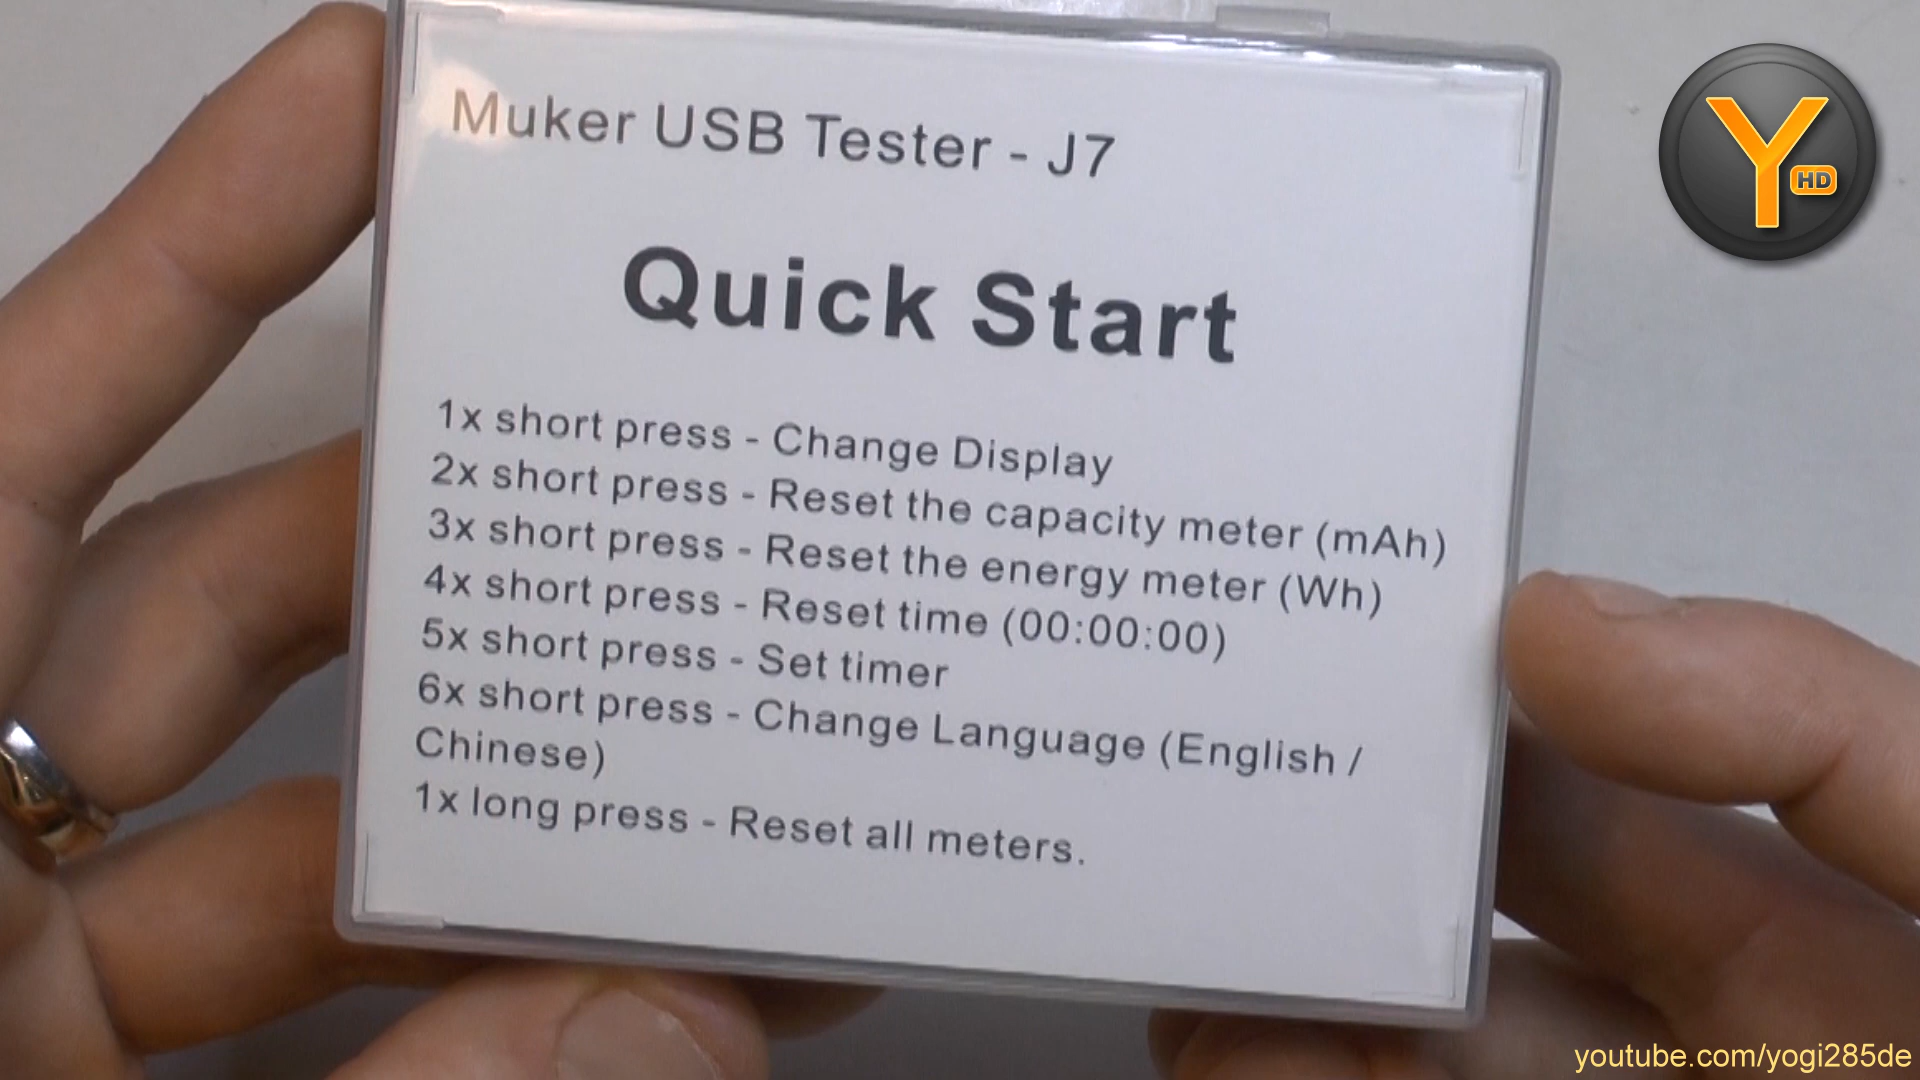 Muker USB Tester - J7
Quick Start
1x short press - Change Display
2x short press - Reset the capacity meter (mAh)
3x short press - Reset the energy meter (Wh)
4x short press - Reset time (00:00:00)
5x short press - Set timer
6x short press - Change Language (English /
Chinese)
1x long press - Reset all meters.
Y HD
youtube.com/yogi285de